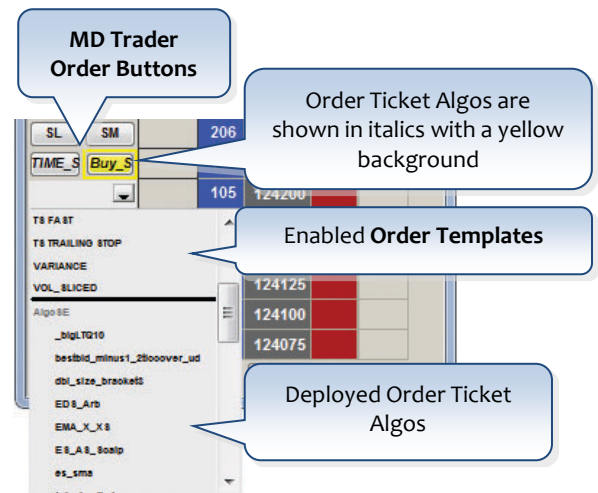 MD Trader
Order Buttons
Order Ticket Algos are
shown in italics with a yellow
background
SL SM 206
TIME_S Buy_S
105 124200
TS FAST
TS TRAILING STOP
VARIANCE
VOL_SLICED
Enabled Order Templates
124125
AlgoSE
124100
_bigLTQ10
124075
bestbid_minus1_2tiooover_ud
dbl_size_brackets
EDS_Arb
EMA_X_XS
ES_AS_Scalp
es_sma
Deployed Order Ticket
Algos